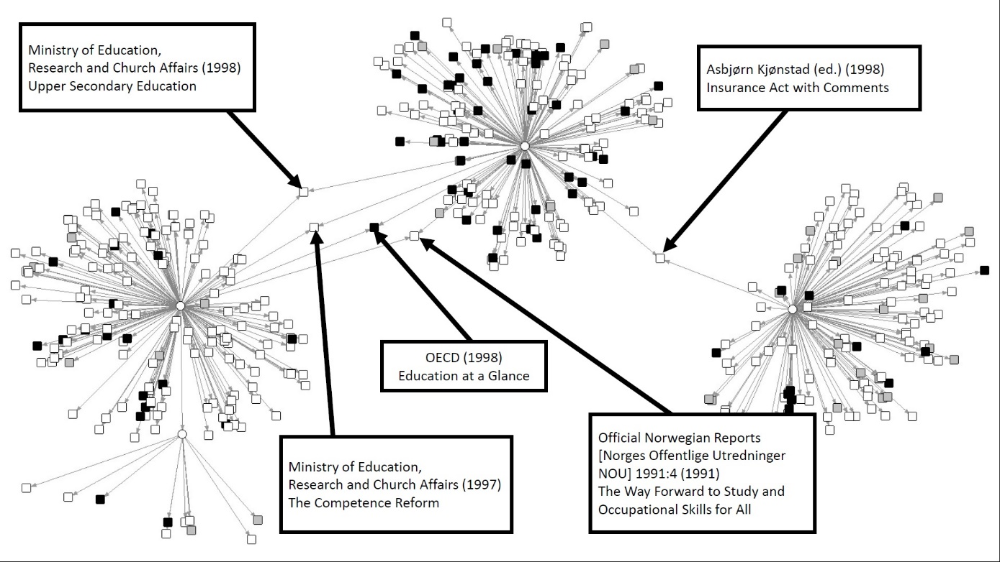 Ministry of Education,
Research and Church Affairs (1998)
Upper Secondary Education
Asbjørn Kjønstad (ed.) (1998)
Insurance Act with Comments
OECD (1998)
Education at a Glance
Ministry of Education,
Research and Church Affairs (1997)
The Competence Reform
Official Norwegian Reports
[Norges Offentlige Utredninger
NOU] 1991:4 (1991)
The Way Forward to Study and
Occupational Skills for All